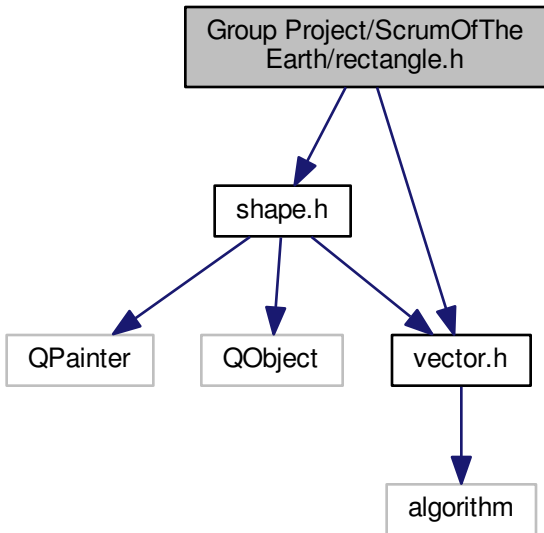 Group Project/ScrumOfThe
Earth/rectangle.h
shape.h
QPainter
QObject
vector.h
algorithm